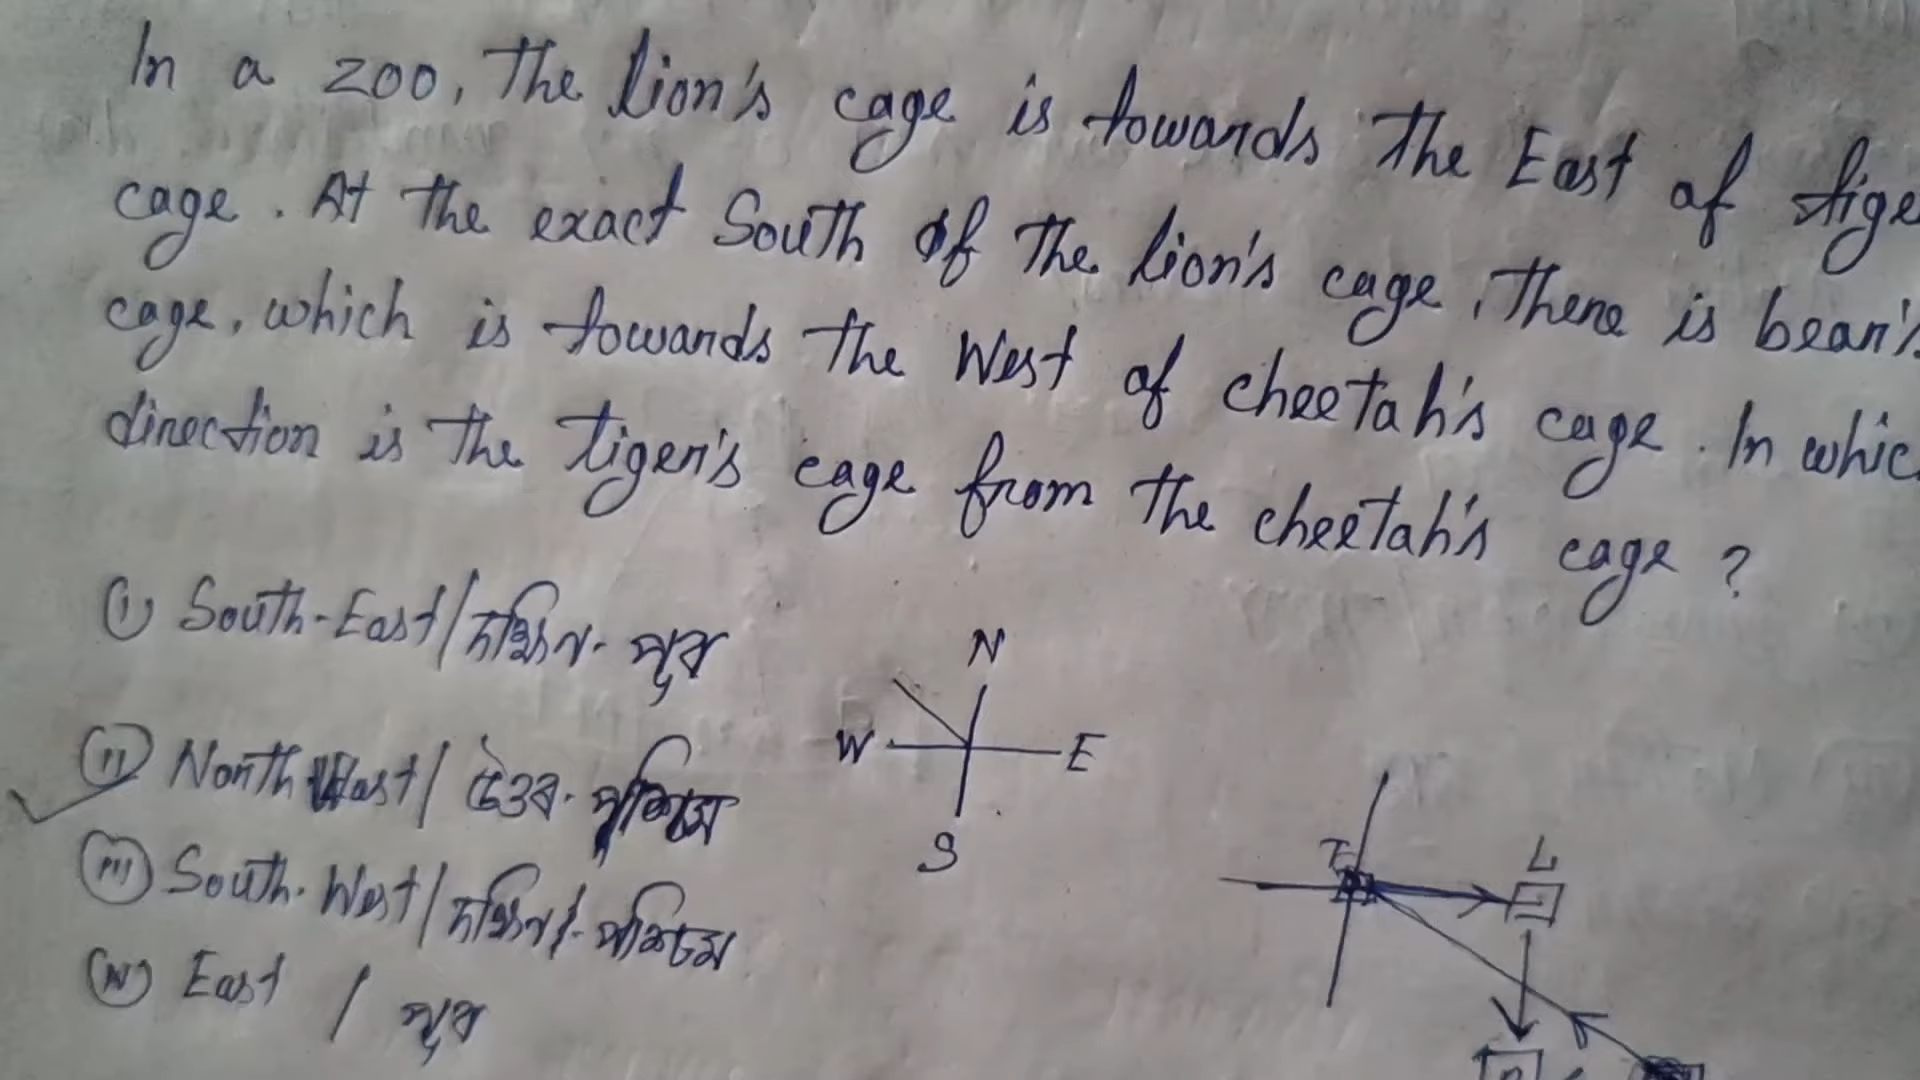 In a zoo, The lion's cage is towards The East of tige
cage. At the exact South of The lion's cage, There is bear's
cage, which is towards the West of cheetah's cage. In whic
direction is the tiger's cage from the cheetah's cage ?
(i) South-East / দক্ষিন-পূর্ব
(ii) North East / উত্তর-পশ্চিম
(iii) South-West / দক্ষিন-পশ্চিম
(iv) East / পূর্ব
N
W E
S
T L